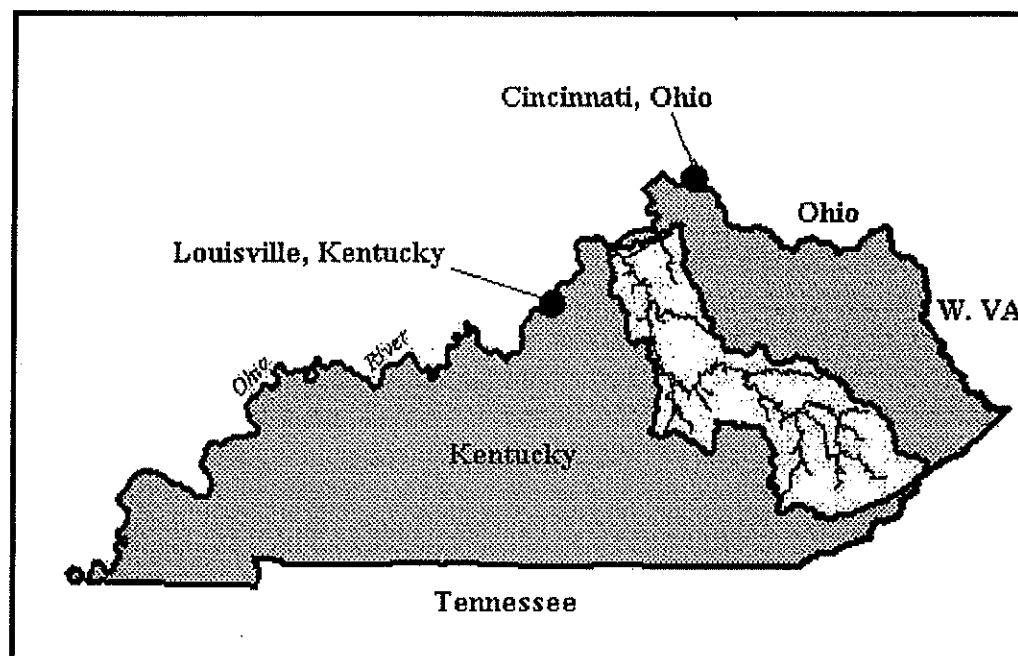 Cincinnati, Ohio
Ohio
Louisville, Kentucky
W. VA
Ohio River
Kentucky
Tennessee